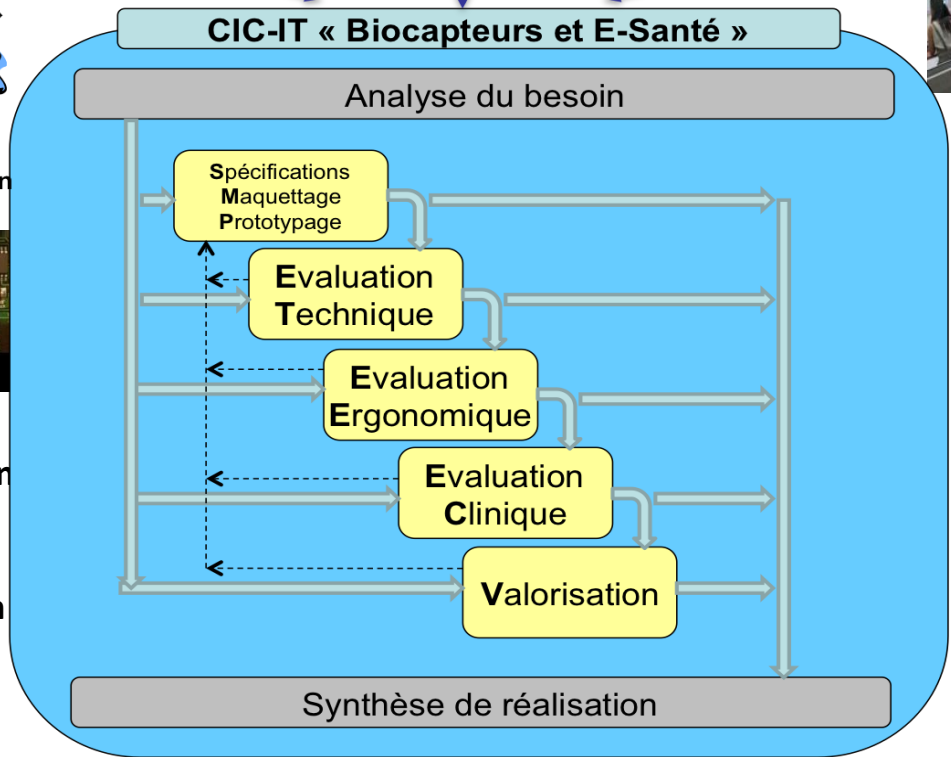 CIC-IT « Biocapteurs et E-Santé »
Analyse du besoin
Spécifications
Maquettage
Prototypage
Evaluation
Technique
Evaluation
Ergonomique
Evaluation
Clinique
Valorisation
Synthèse de réalisation